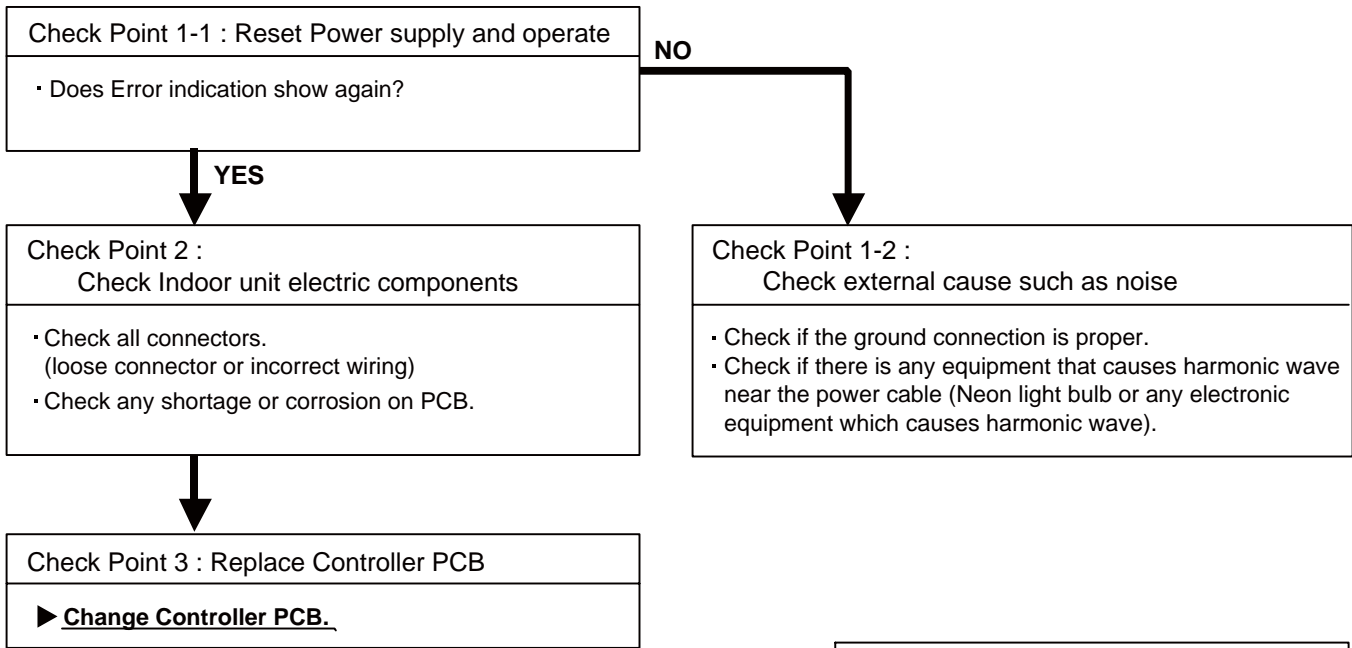 Check Point 1-1 : Reset Power supply and operate
▪ Does Error indication show again?
NO
YES
Check Point 2 :
Check Indoor unit electric components
▪ Check all connectors.
(loose connector or incorrect wiring)
▪ Check any shortage or corrosion on PCB.
Check Point 1-2 :
Check external cause such as noise
▪ Check if the ground connection is proper.
▪ Check if there is any equipment that causes harmonic wave
near the power cable (Neon light bulb or any electronic
equipment which causes harmonic wave).
Check Point 3 : Replace Controller PCB
▶ Change Controller PCB.